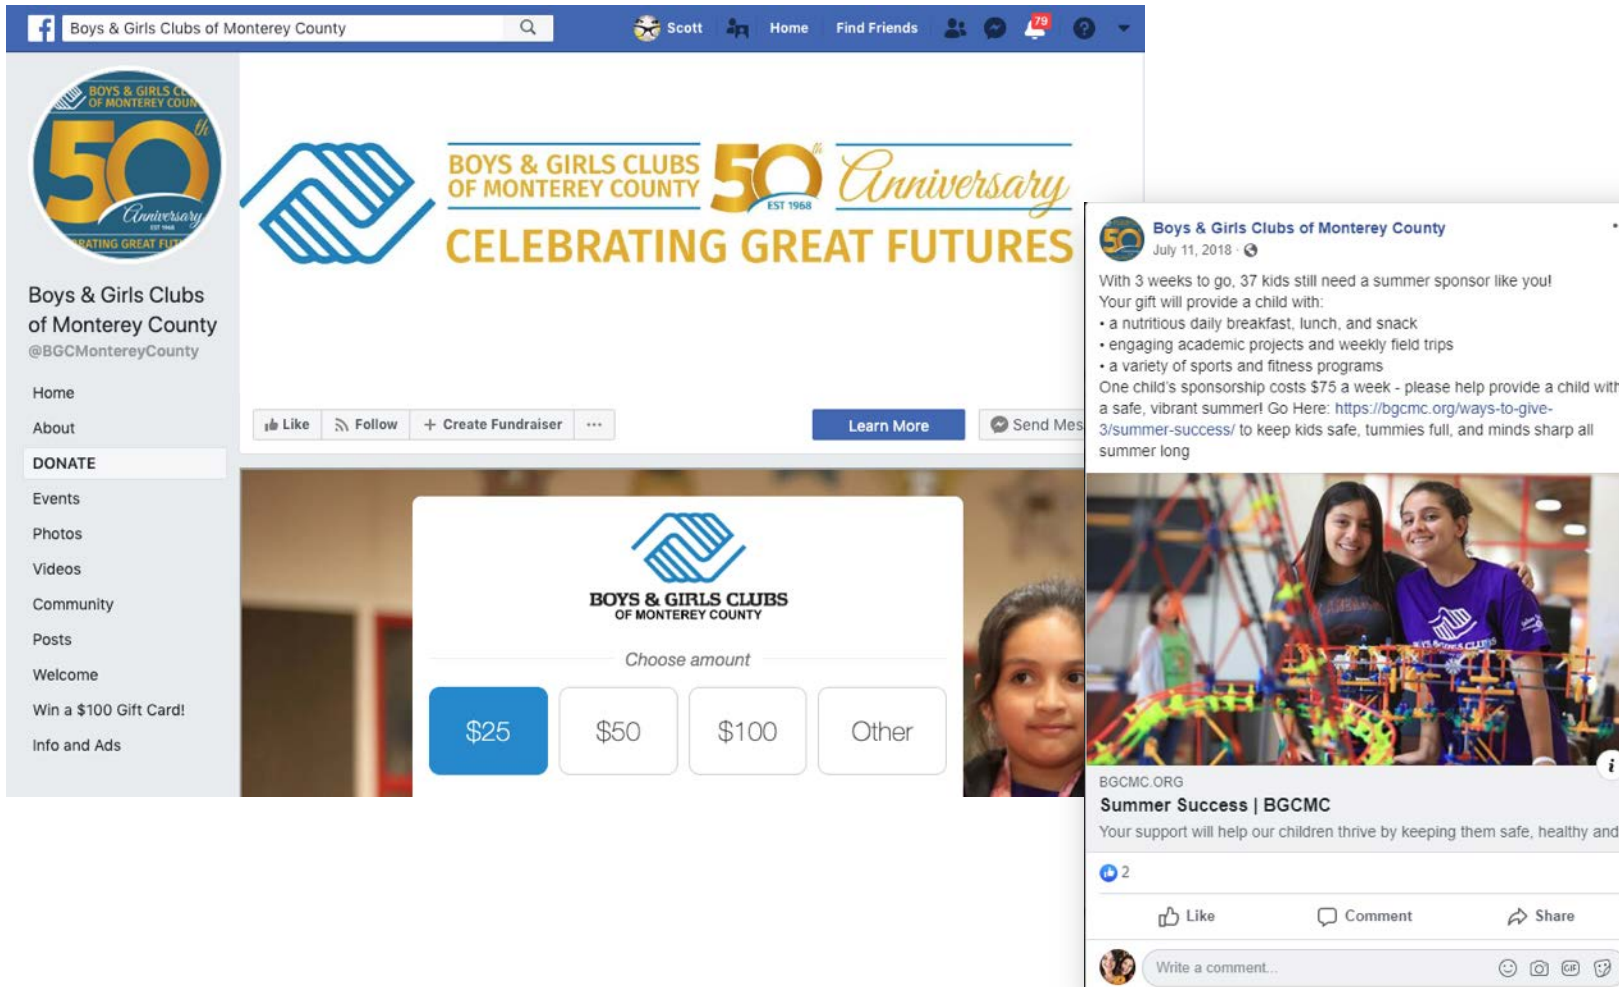 Boys & Girls Clubs of Monterey County
Scott
Home
Find Friends
79
BOYS & GIRLS CL
OF MONTEREY COUN
50th
Anniversary
EST 1968
RATING GREAT FUT
BOYS & GIRLS CLUBS
OF MONTEREY COUNTY
50th
EST 1968
Anniversary
CELEBRATING GREAT FUTURES
Boys & Girls Clubs
of Monterey County
@BGCMontereyCounty
Home
About
DONATE
Events
Photos
Videos
Community
Posts
Welcome
Win a $100 Gift Card!
Info and Ads
Like
Follow
+ Create Fundraiser
...
Learn More
Send Mes
BOYS & GIRLS CLUBS
OF MONTEREY COUNTY
Choose amount
$25
$50
$100
Other
50
Boys & Girls Clubs of Monterey County
July 11, 2018 ·
With 3 weeks to go, 37 kids still need a summer sponsor like you!
Your gift will provide a child with:
• a nutritious daily breakfast, lunch, and snack
• engaging academic projects and weekly field trips
• a variety of sports and fitness programs
One child's sponsorship costs $75 a week - please help provide a child with
a safe, vibrant summer! Go Here: https://bgcmc.org/ways-to-give-
3/summer-success/ to keep kids safe, tummies full, and minds sharp all
summer long
BOYS & GIRLS CLUBS
i
BGCMC.ORG
Summer Success | BGCMC
Your support will help our children thrive by keeping them safe, healthy and
2
Like
Comment
Share
Write a comment...
GIF